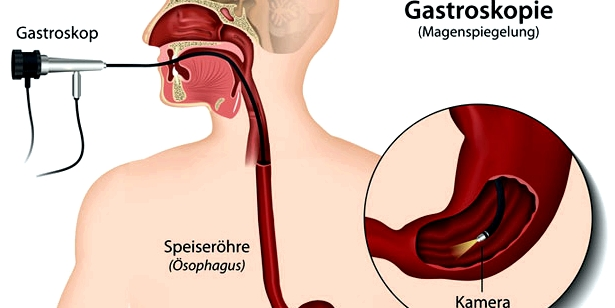 Gastroskopie
(Magenspiegelung)
Gastroskop
Speiseröhre
(Ösophagus)
Kamera